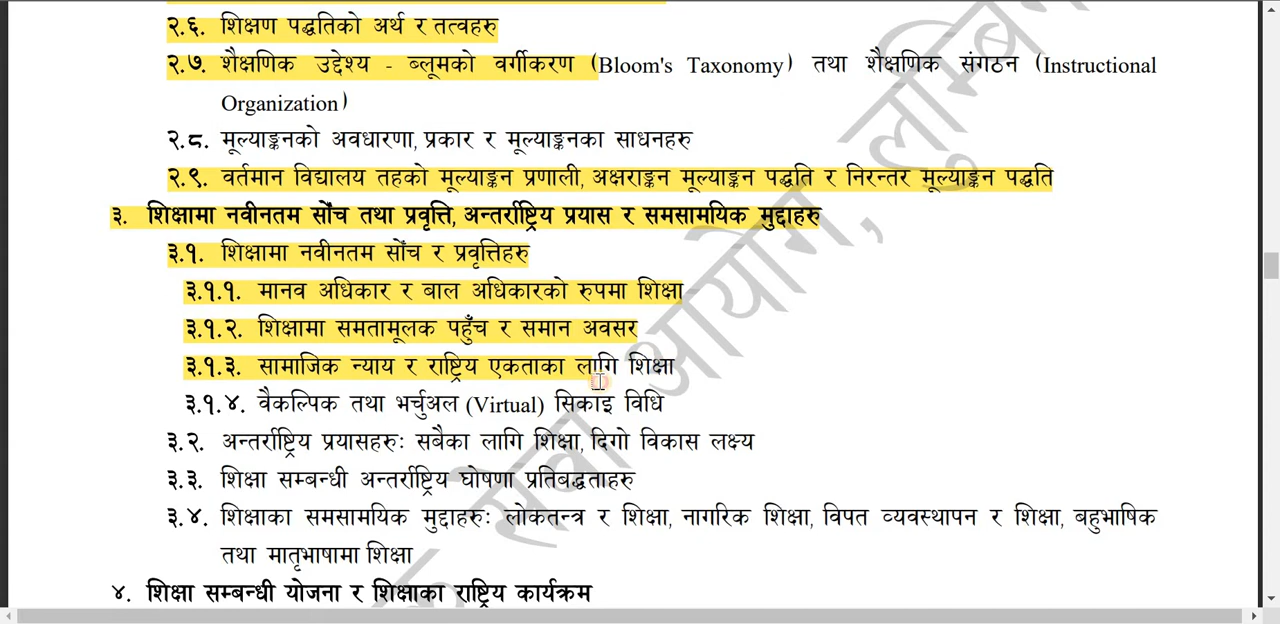 २.६. शिक्षण पद्धतिको अर्थ र तत्वहरु
२.७. शैक्षणिक उद्देश्य - ब्लूमको वर्गीकरण (Bloom's Taxonomy) तथा शैक्षणिक संगठन (Instructional
Organization)
२.८. मूल्याङ्कनको अवधारणा, प्रकार र मूल्याङ्कनका साधनहरु
२.९. वर्तमान विद्यालय तहको मूल्याङ्कन प्रणाली, अक्षराङ्कन मूल्याङ्कन पद्धति र निरन्तर मूल्याङ्कन पद्धति
३. शिक्षामा नवीनतम सोंच तथा प्रवृत्ति, अन्तर्राष्ट्रिय प्रयास र समसामयिक मुद्दाहरु
३.१. शिक्षामा नवीनतम सोंच र प्रवृत्तिहरु
३.१.१. मानव अधिकार र बाल अधिकारको रुपमा शिक्षा
३.१.२. शिक्षामा समतामूलक पहुँच र समान अवसर
३.१.३. सामाजिक न्याय र राष्ट्रिय एकताका लागि शिक्षा
३.१.४. वैकल्पिक तथा भर्चुअल (Virtual) सिकाइ विधि
३.२. अन्तर्राष्ट्रिय प्रयासहरुः सबैका लागि शिक्षा, दिगो विकास लक्ष्य
३.३. शिक्षा सम्बन्धी अन्तर्राष्ट्रिय घोषणा प्रतिबद्धताहरु
३.४. शिक्षाका समसामयिक मुद्दाहरुः लोकतन्त्र र शिक्षा, नागरिक शिक्षा, विपत व्यवस्थापन र शिक्षा, बहुभाषिक
तथा मातृभाषामा शिक्षा
४. शिक्षा सम्बन्धी योजना र शिक्षाका राष्ट्रिय कार्यक्रम
सेवा आयोग,